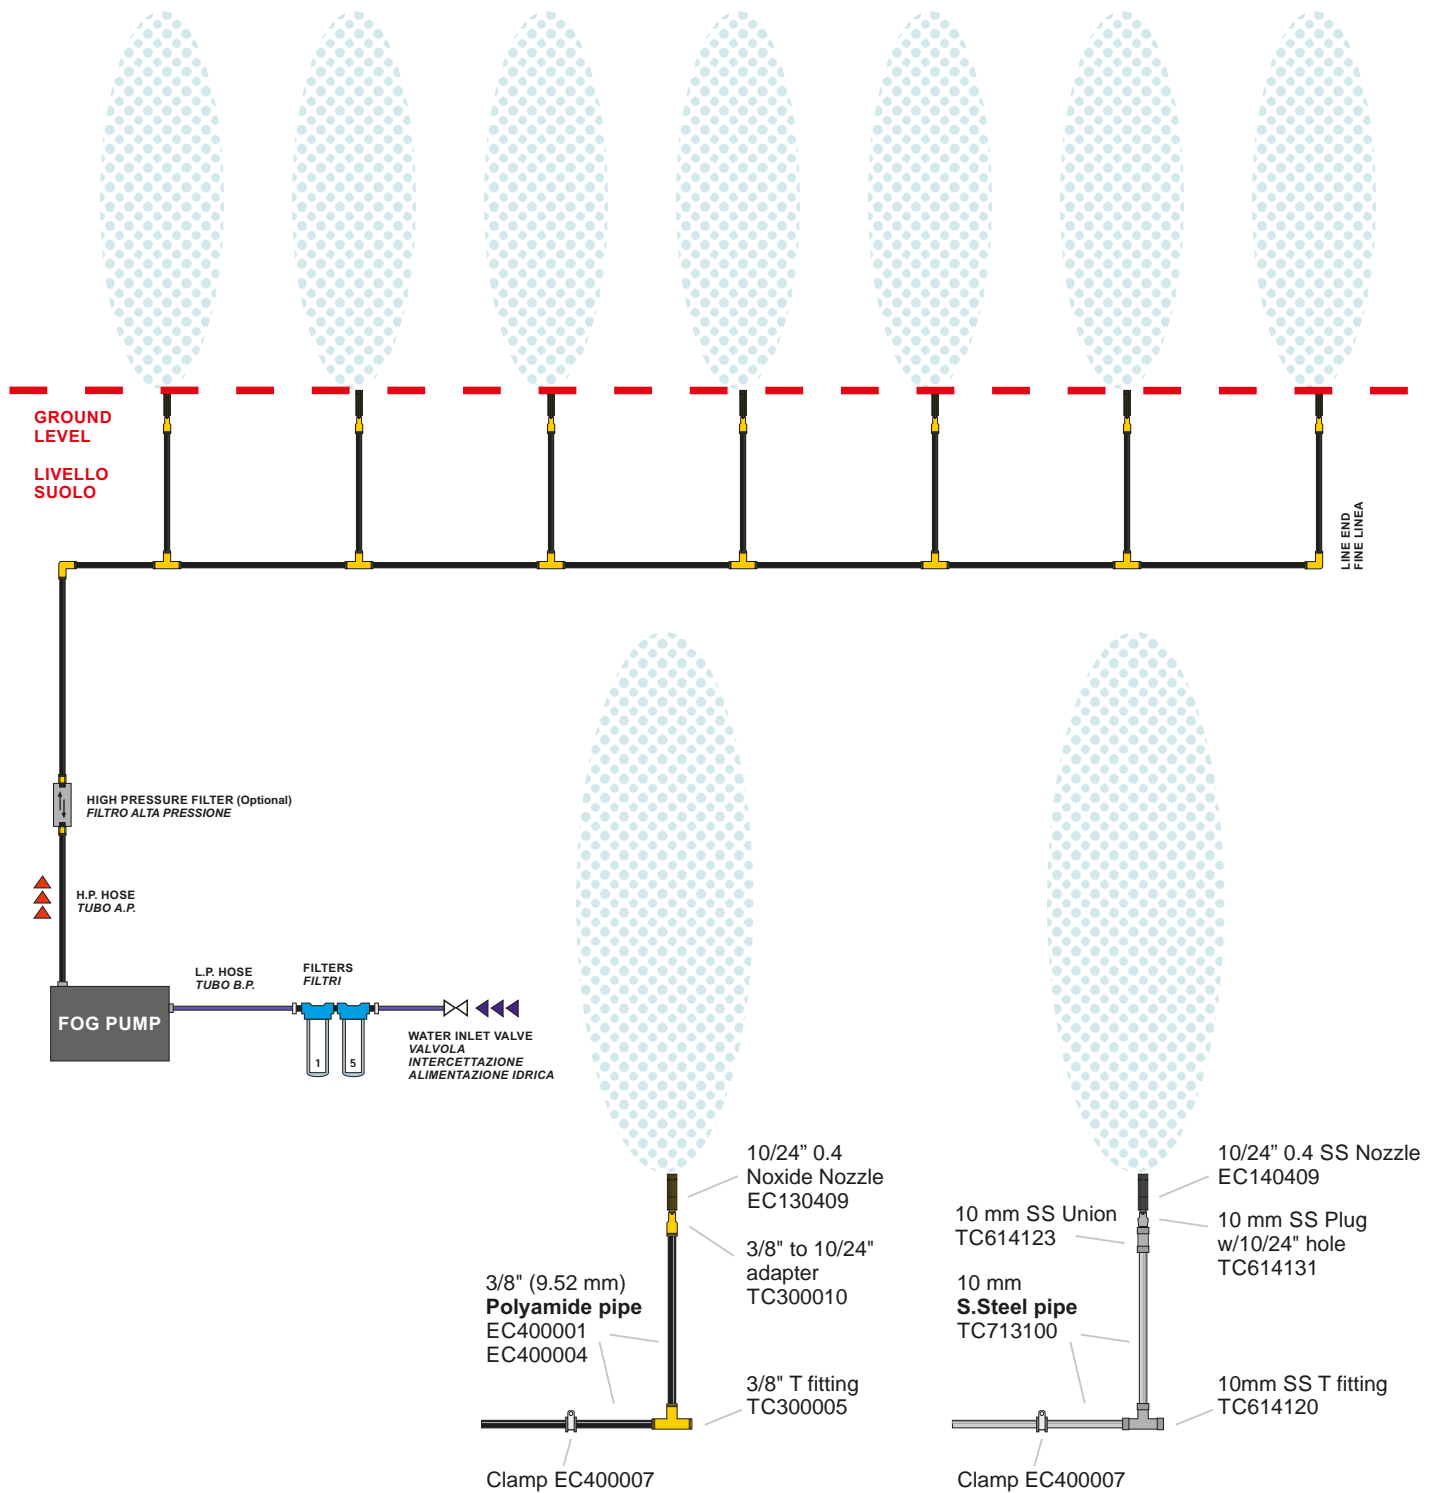 GROUND
LEVEL
LIVELLO
SUOLO
LINE END
FINE LINEA
HIGH PRESSURE FILTER (Optional)
FILTRO ALTA PRESSIONE
H.P. HOSE
TUBO A.P.
L.P. HOSE
TUBO B.P.
FILTERS
FILTRI
FOG PUMP
1
5
WATER INLET VALVE
VALVOLA
INTERCETTAZIONE
ALIMENTAZIONE IDRICA
10/24” 0.4
Noxide Nozzle
EC130409
3/8" to 10/24"
adapter
TC300010
3/8" (9.52 mm)
Polyamide pipe
EC400001
EC400004
3/8" T fitting
TC300005
Clamp EC400007
10/24” 0.4 SS Nozzle
EC140409
10 mm SS Union
TC614123
10 mm SS Plug
w/10/24" hole
TC614131
10 mm
S.Steel pipe
TC713100
10mm SS T fitting
TC614120
Clamp EC400007